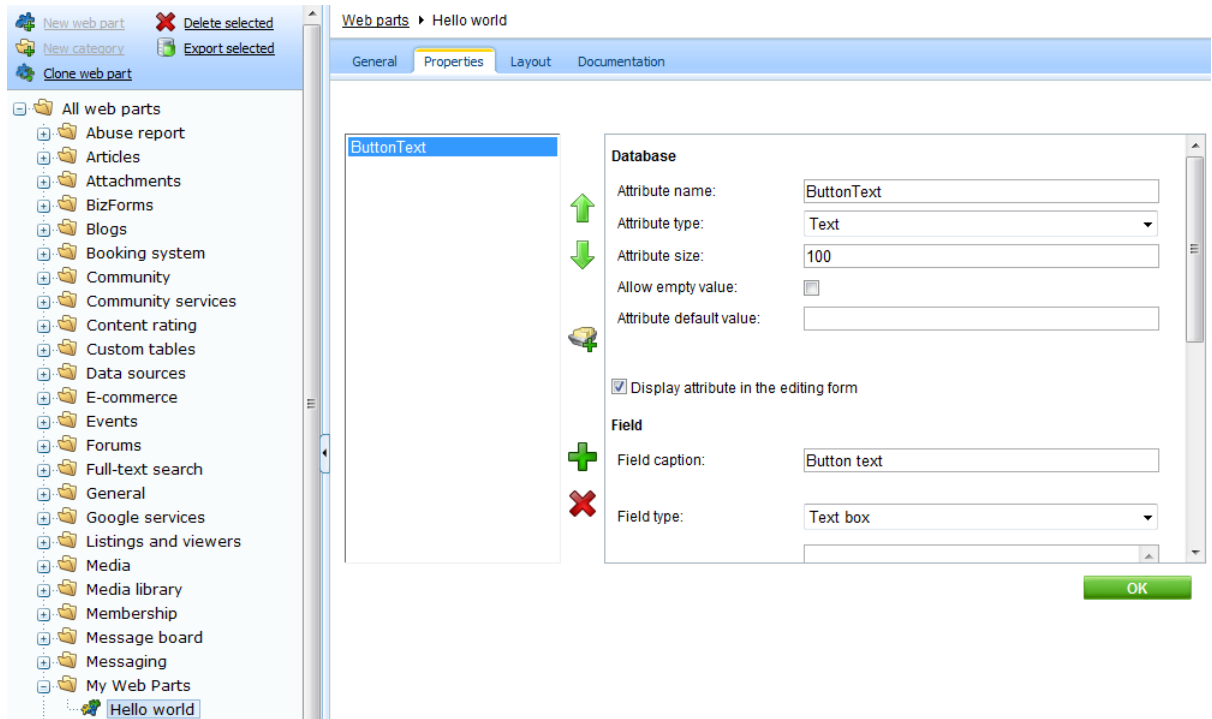 New web part Delete selected
New category Export selected
Clone web part
All web parts
Abuse report
Articles
Attachments
BizForms
Blogs
Booking system
Community
Community services
Content rating
Custom tables
Data sources
E-commerce
Events
Forums
Full-text search
General
Google services
Listings and viewers
Media
Media library
Membership
Message board
Messaging
My Web Parts
Hello world
Web parts Hello world
General Properties Layout Documentation
ButtonText
Database
Attribute name: ButtonText
Attribute type: Text
Attribute size: 100
Allow empty value:
Attribute default value:
Display attribute in the editing form
Field
Field caption: Button text
Field type: Text box
OK